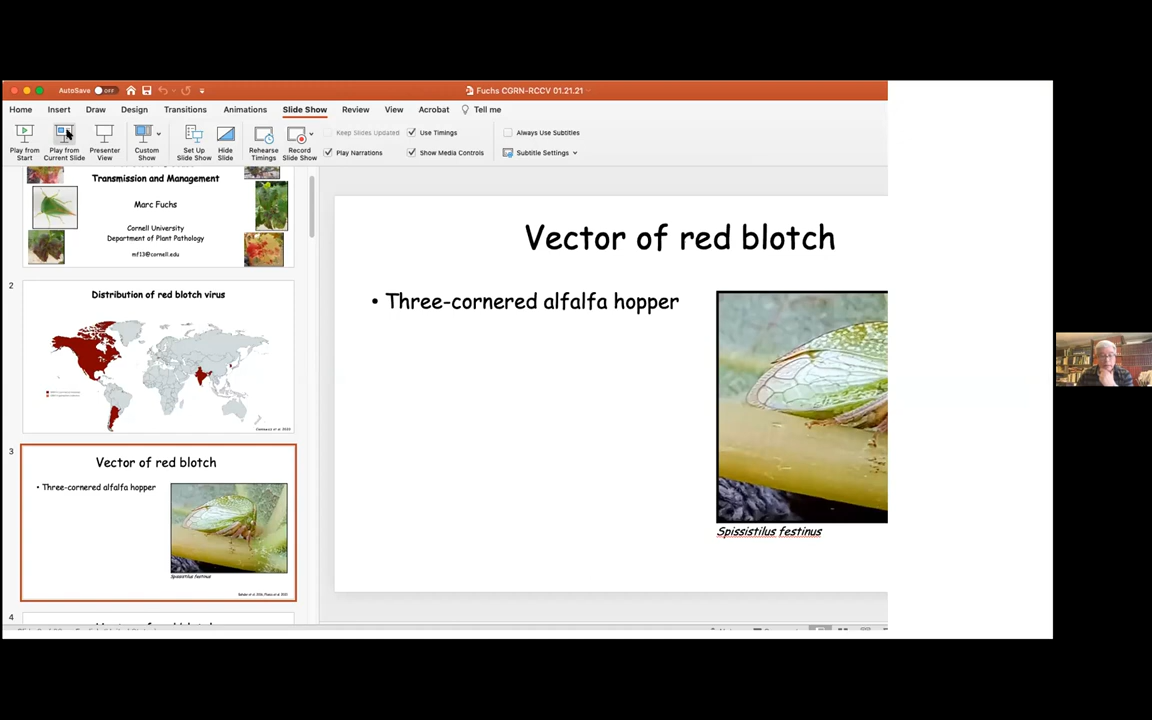 AutoSave OFF
Fuchs CGRN-RCCV 01.21.21
Home Insert Draw Design Transitions Animations Slide Show Review View Acrobat Tell me
Play from Start
Play from Current Slide
Presenter View
Custom Show
Set Up Slide Show
Hide Slide
Rehearse Timings
Record Slide Show
Keep Slides Updated
Use Timings
Play Narrations
Show Media Controls
Always Use Subtitles
Subtitle Settings
Transmission and Management
Marc Fuchs
Cornell University
Department of Plant Pathology
mf13@cornell.edu
2
Distribution of red blotch virus
3
Vector of red blotch
• Three-cornered alfalfa hopper
Spissistilus festinus
4
Vector of red blotch
• Three-cornered alfalfa hopper
Spissistilus festinus